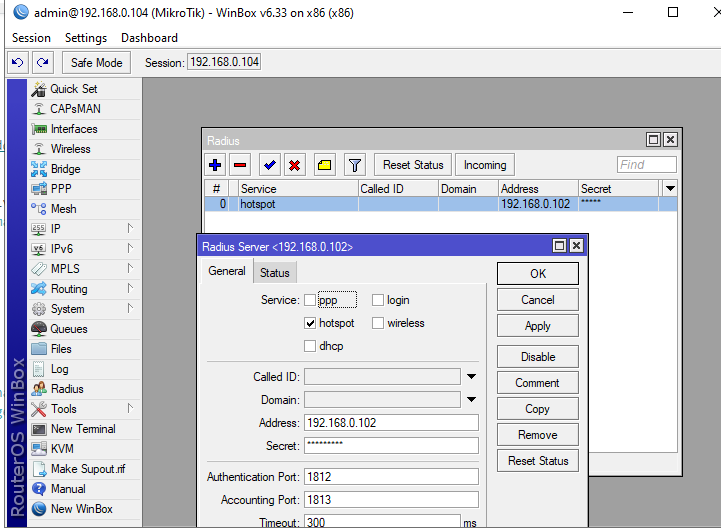 admin@192.168.0.104 (MikroTik) - WinBox v6.33 on x86 (x86)
Session Settings Dashboard
Safe Mode Session: 192.168.0.104
Quick Set
CAPsMAN
Interfaces
Wireless
Bridge
PPP
Mesh
IP
IPv6
MPLS
Routing
System
Queues
Files
Log
Radius
Tools
New Terminal
KVM
Make Supout.rif
Manual
New WinBox
RouterOS WinBox
Radius
Reset Status Incoming Find
# Service Called ID Domain Address Secret
0 hotspot 192.168.0.102 *****
Radius Server <192.168.0.102>
General Status
Service: ppp login
hotspot wireless
dhcp
Called ID:
Domain:
Address: 192.168.0.102
Secret: *********
Authentication Port: 1812
Accounting Port: 1813
Timeout: 300 ms
OK
Cancel
Apply
Disable
Comment
Copy
Remove
Reset Status